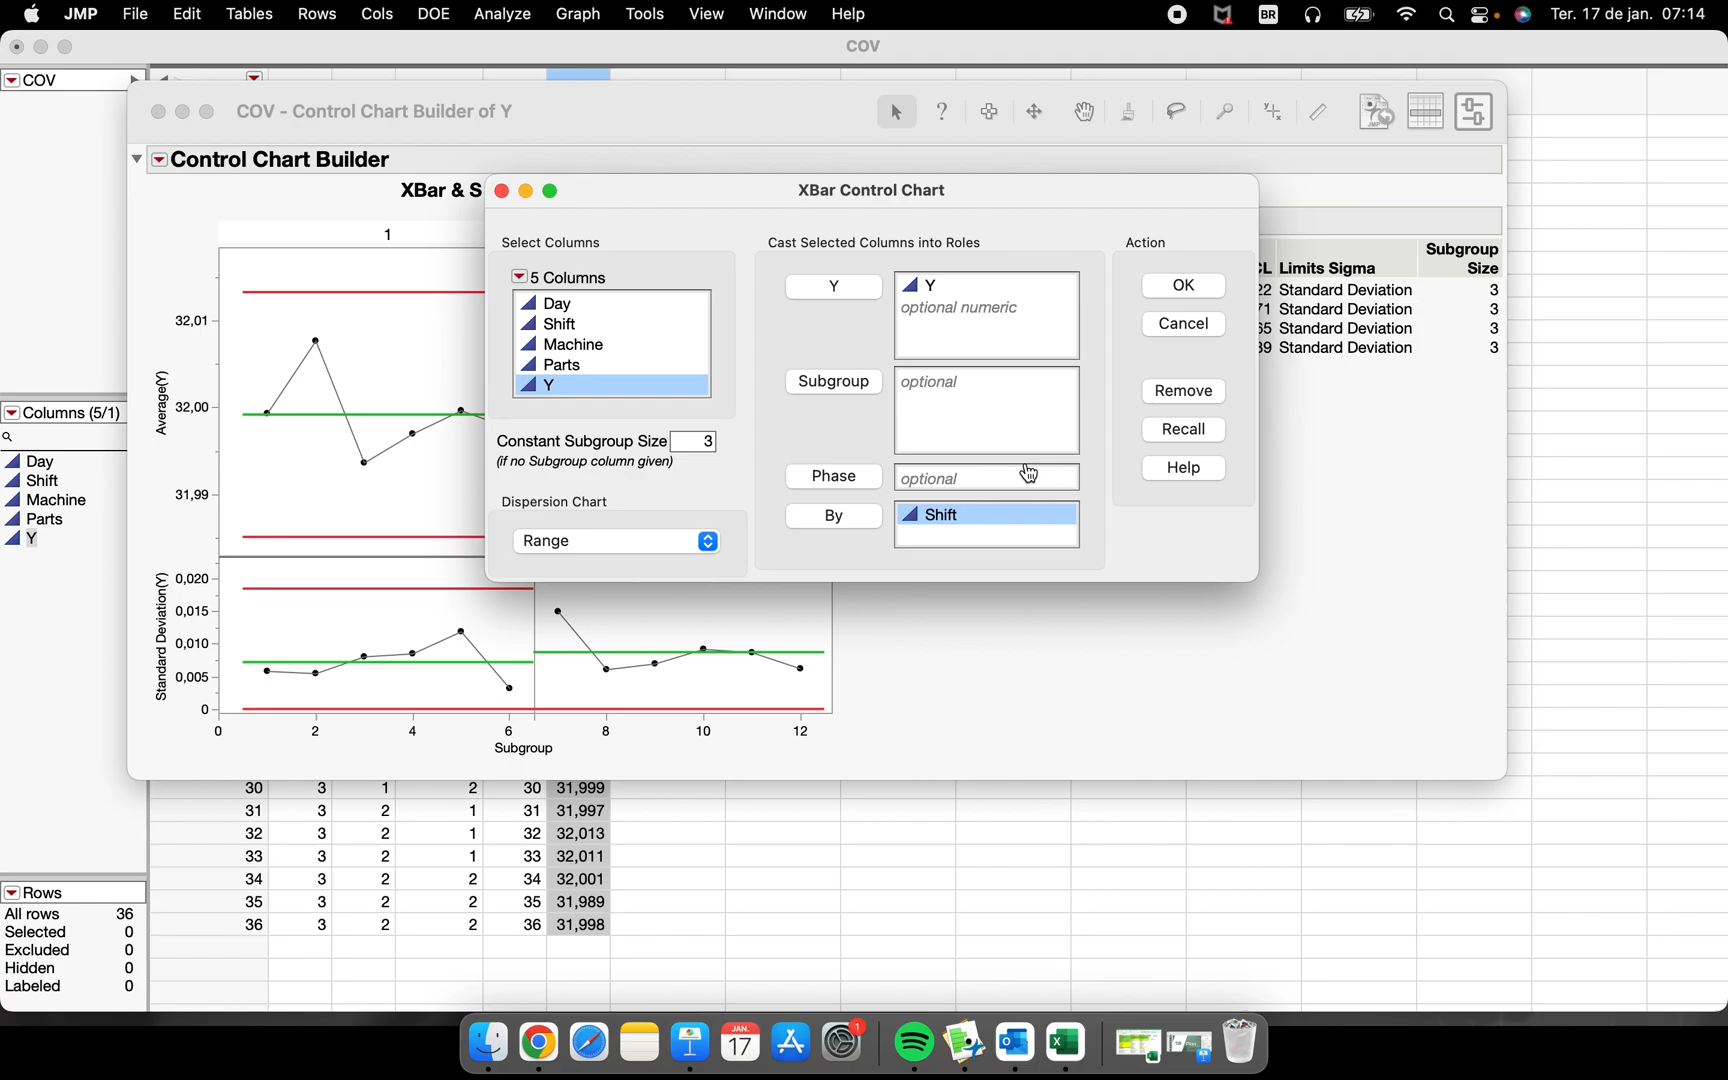 JMP File Edit Tables Rows Cols DOE Analyze Graph Tools View Window Help BR Ter. 17 de jan. 07:14
COV
COV
COV - Control Chart Builder of Y
Control Chart Builder
XBar & S
1
32,01
32,00
31,99
Average(Y)
0,020
0,015
0,010
0,005
0
Standard Deviation(Y)
0 2 4 6 8 10 12
Subgroup
Subgroup
CL Limits Sigma Size
22 Standard Deviation 3
71 Standard Deviation 3
65 Standard Deviation 3
39 Standard Deviation 3
XBar Control Chart
Select Columns
5 Columns
Day
Shift
Machine
Parts
Y
Constant Subgroup Size 3
(if no Subgroup column given)
Dispersion Chart
Range
Cast Selected Columns into Roles
Y
Y
optional numeric
Subgroup
optional
Phase
optional
By
Shift
Action
OK
Cancel
Remove
Recall
Help
Columns (5/1)
Day
Shift
Machine
Parts
Y
Rows
All rows 36
Selected 0
Excluded 0
Hidden 0
Labeled 0
30 3 1 2 30 31,999
31 3 2 1 31 31,997
32 3 2 1 32 32,013
33 3 2 1 33 32,011
34 3 2 2 34 32,001
35 3 2 2 35 31,989
36 3 2 2 36 31,998
JAN.
17
1